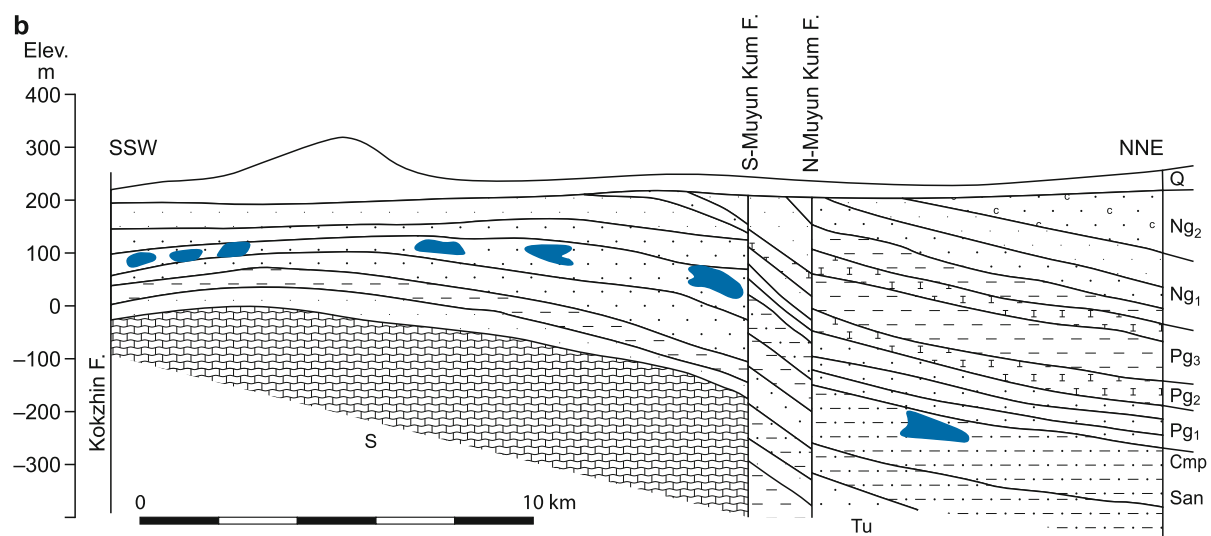 b
Elev.
m
400
300
200
100
0
–100
–200
–300
SSW
NNE
S-Muyun Kum F.
N-Muyun Kum F.
Kokzhin F.
Q
c
c
c
c
c
Ng2
Ng1
Pg3
Pg2
Pg1
Cmp
San
S
Tu
0
10 km